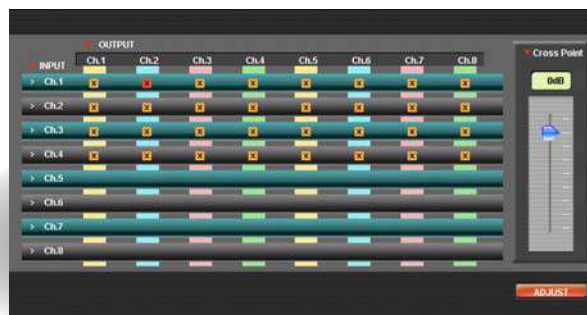 OUTPUT
INPUT Ch.1 Ch.2 Ch.3 Ch.4 Ch.5 Ch.6 Ch.7 Ch.8
Cross Point
0dB
> Ch.1 X X X X X X X X
> Ch.2 X X X X X X X X
> Ch.3 X X X X X X X X
> Ch.4 X X X X X X X X
> Ch.5
> Ch.6
> Ch.7
> Ch.8
ADJUST